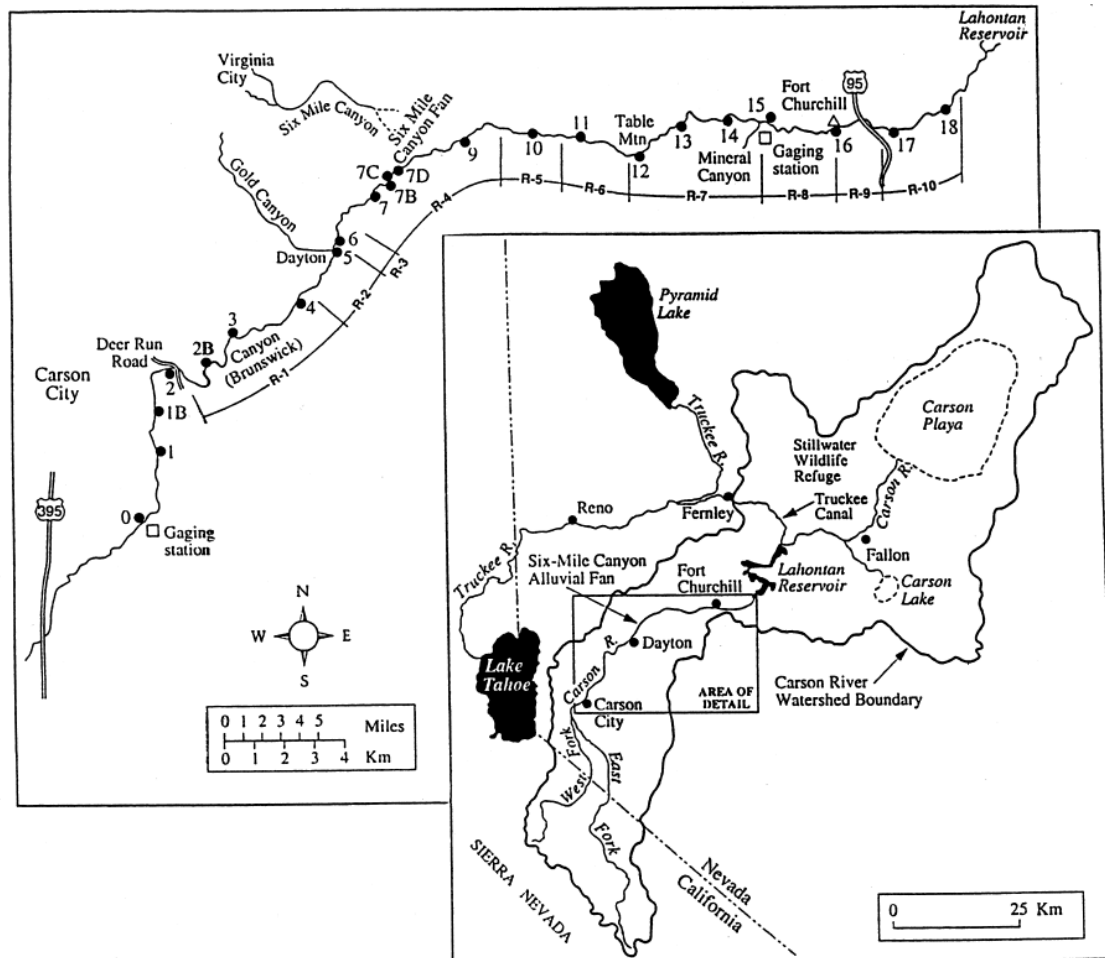 Lahontan
Reservoir
Virginia
City
Six Mile Canyon
Six Mile
Canyon Fan
Gold Canyon
Dayton
Table
Mtn
Mineral
Canyon
Gaging
station
Fort
Churchill
95
0
1
1B
2
2B
3
4
5
6
7
7B
7C
7D
9
10
11
12
13
14
15
16
17
18
R-1
R-2
R-3
R-4
R-5
R-6
R-7
R-8
R-9
R-10
Deer Run
Road
Canyon
(Brunswick)
Carson
City
395
Gaging
station
N
W E
S
0 1 2 3 4 5 Miles
0 1 2 3 4 Km
Pyramid
Lake
Truckee R.
Carson
Playa
Stillwater
Wildlife
Refuge
Carson R.
Truckee
Canal
Reno
Fernley
Fallon
Truckee R.
Six-Mile Canyon
Alluvial Fan
Fort
Churchill
Lahontan
Reservoir
Carson
Lake
Lake
Tahoe
Carson R.
Dayton
Carson
City
AREA OF
DETAIL
Carson River
Watershed Boundary
West Fork
East Fork
SIERRA NEVADA
Nevada
California
0 25 Km